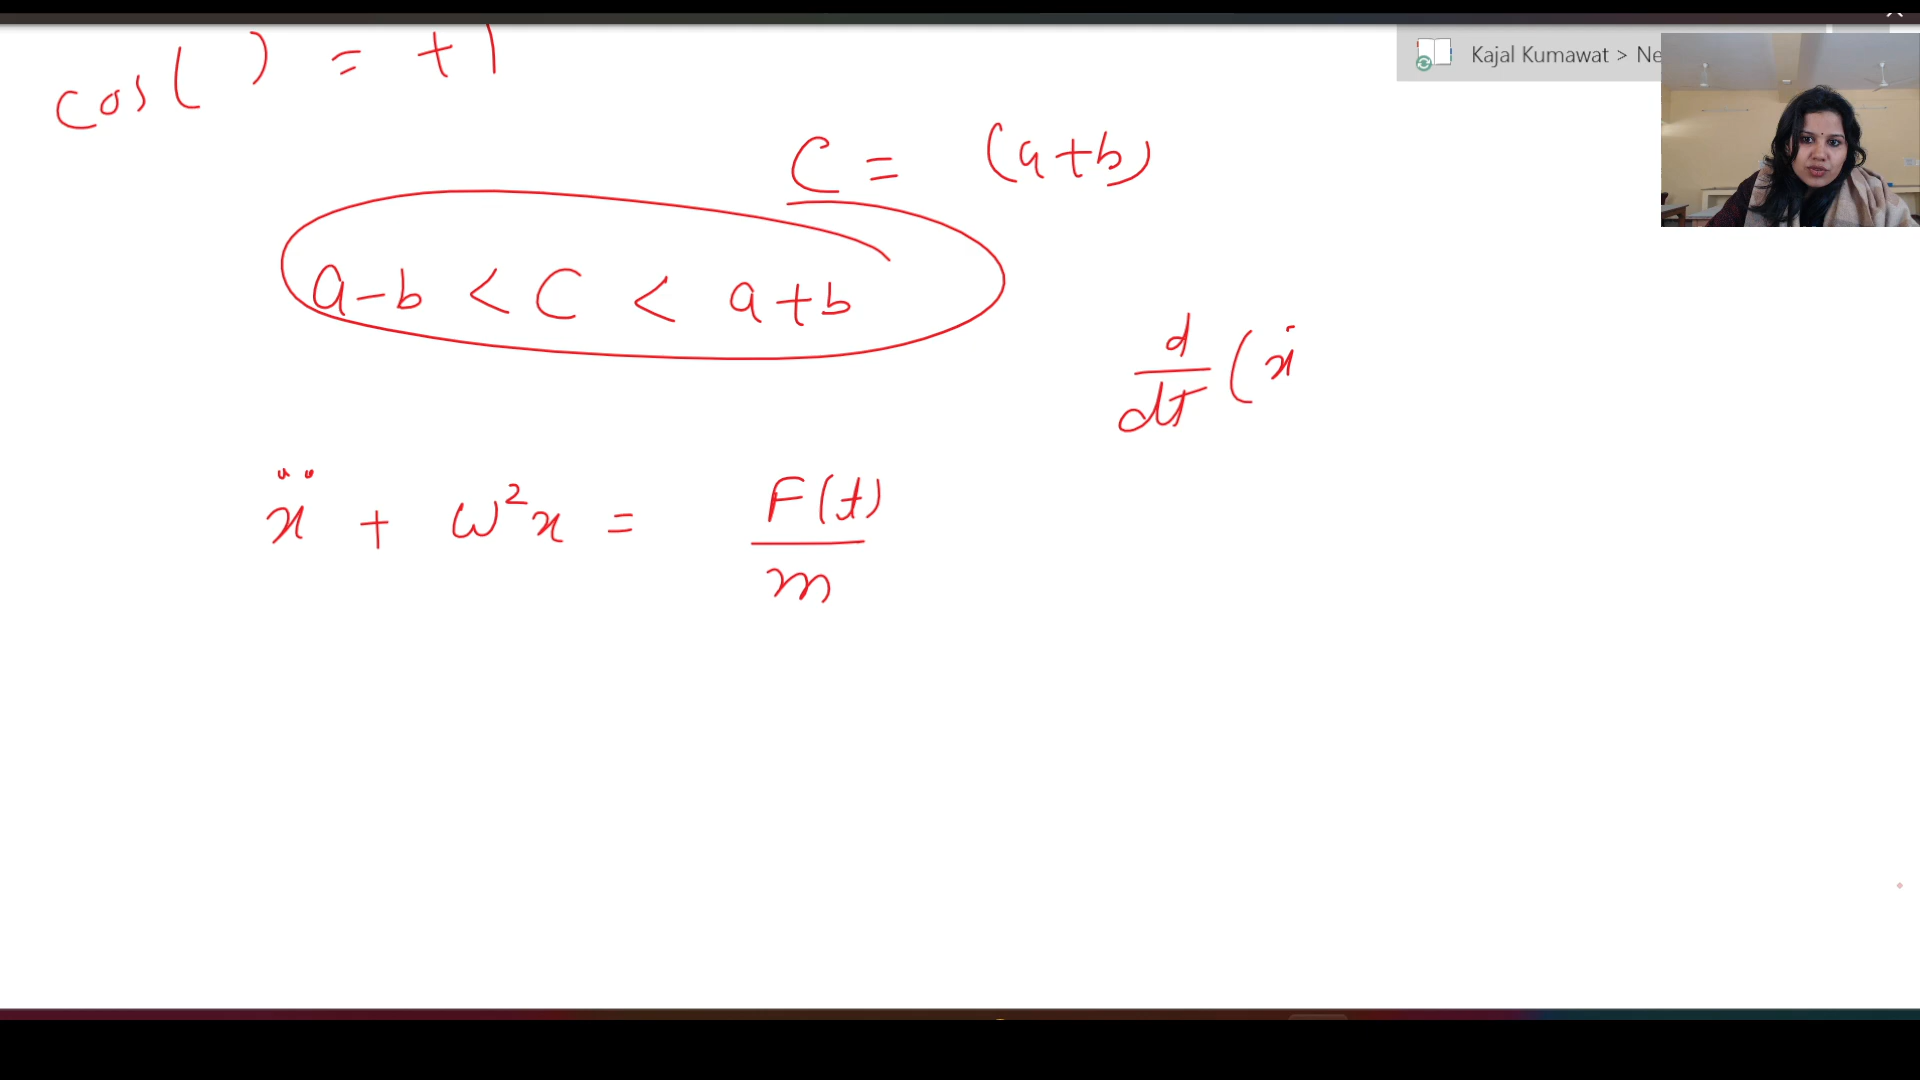 cos( ) = +1
Kajal Kumawat > Ne
C = (a+b)
a-b < C < a+b
d/dt (ẋ
ẍ + ω²x = F(t)/m